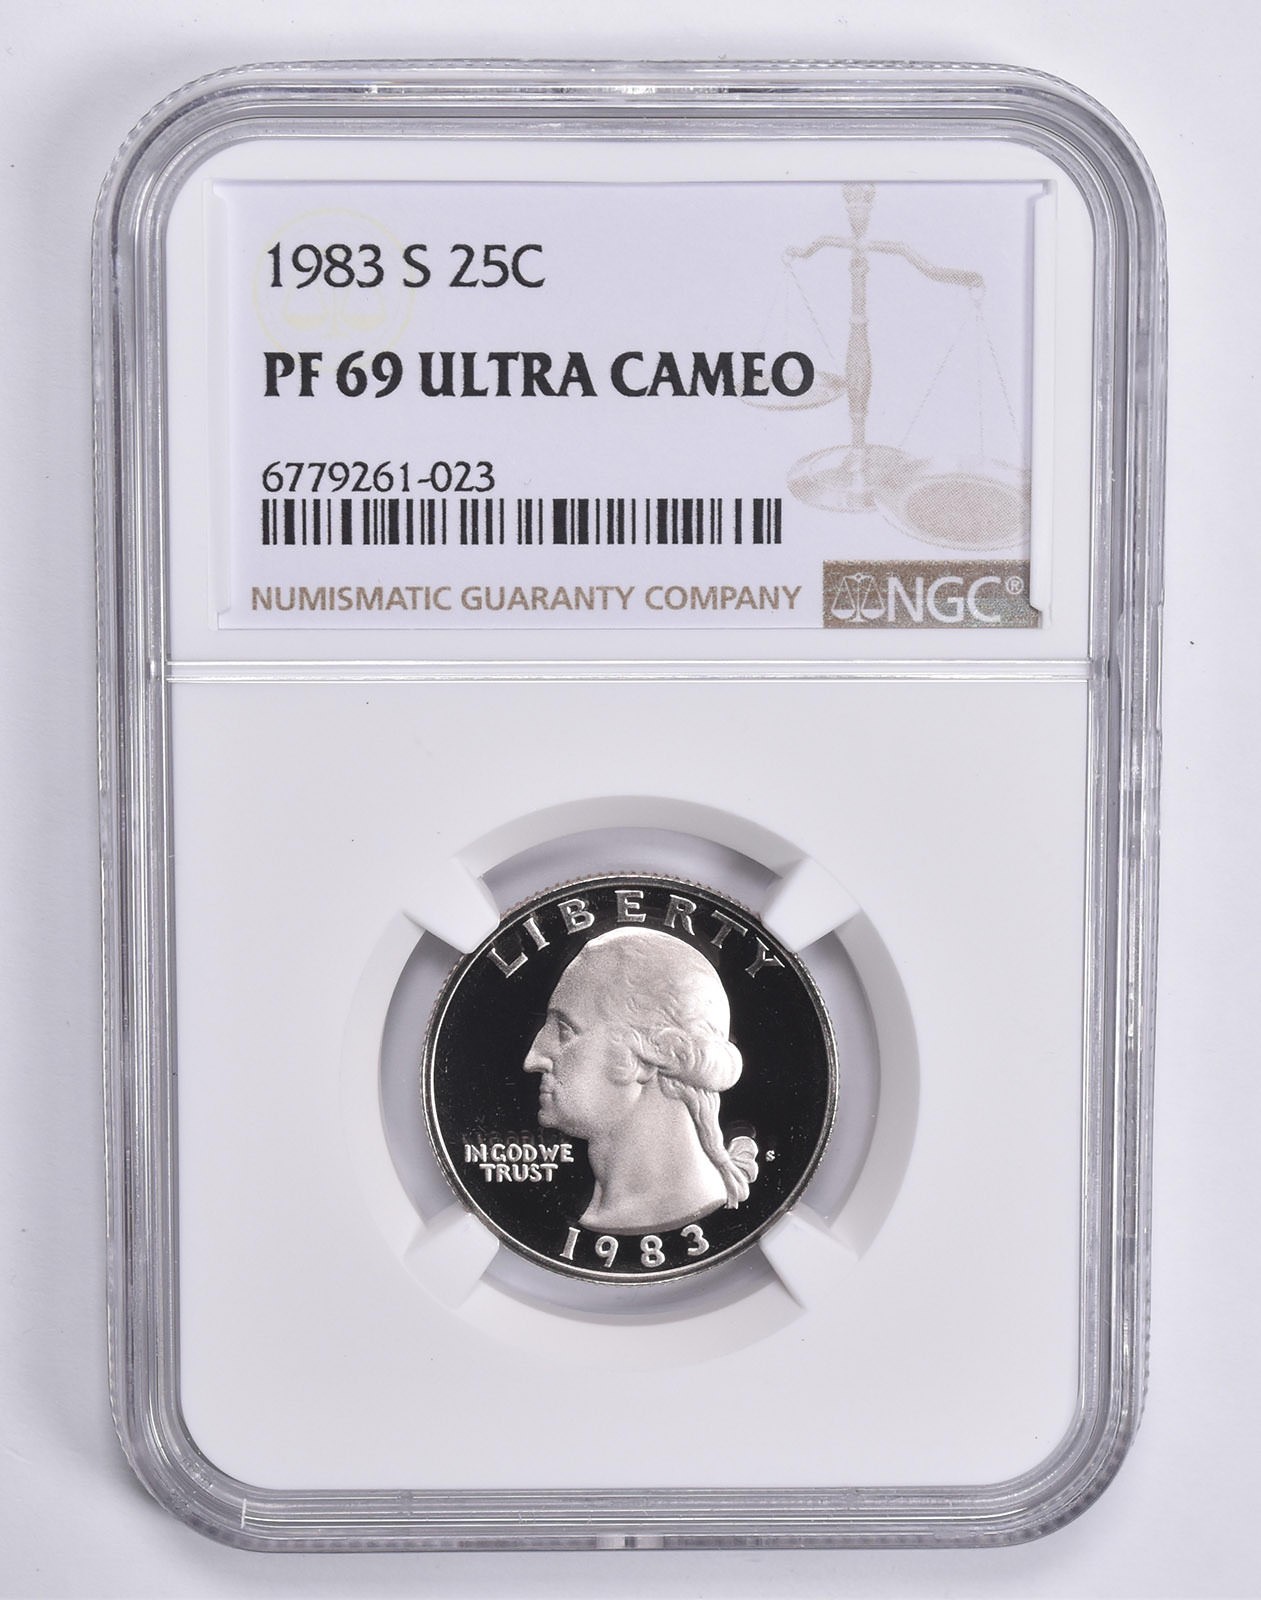 1983 S 25C
PF 69 ULTRA CAMEO
6779261-023
NUMISMATIC GUARANTY COMPANY
NGC®
LIBERTY
IN GOD WE
TRUST
S
1983